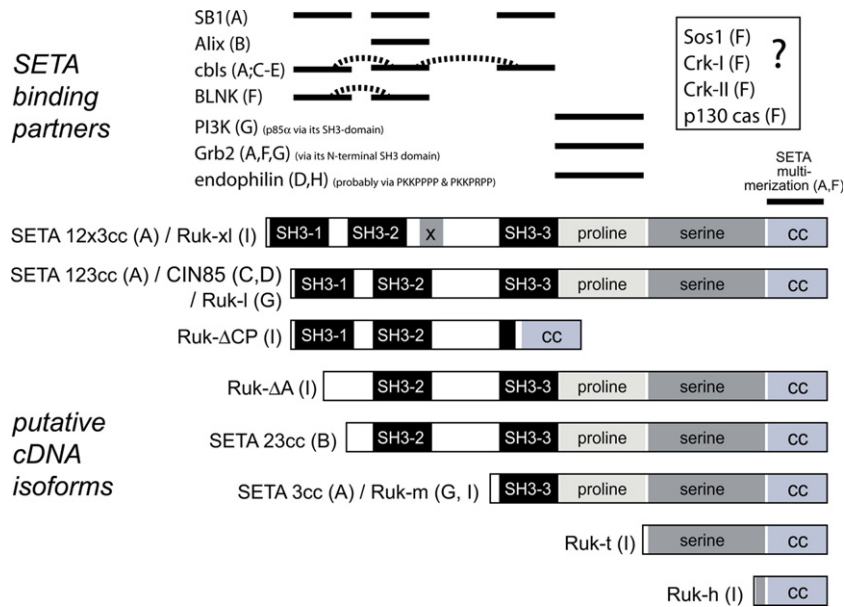 SETA
binding
partners
SB1(A)
Alix (B)
cbls (A;C-E)
BLNK (F)
PI3K (G) (p85α via its SH3-domain)
Grb2 (A,F,G) (via its N-terminal SH3 domain)
endophilin (D,H) (probably via PKKPPPP & PKKPRPP)
Sos1 (F)
Crk-I (F)
Crk-II (F)
p130 cas (F)
?
SETA
multi-
merization (A,F)
SETA 12x3cc (A) / Ruk-xl (I) SH3-1 SH3-2 x SH3-3 proline serine cc
SETA 123cc (A) / CIN85 (C,D)
/ Ruk-l (G) SH3-1 SH3-2 SH3-3 proline serine cc
Ruk-ΔCP (I) SH3-1 SH3-2 cc
putative
cDNA
isoforms
Ruk-ΔA (I) SH3-2 SH3-3 proline serine cc
SETA 23cc (B) SH3-2 SH3-3 proline serine cc
SETA 3cc (A) / Ruk-m (G, I) SH3-3 proline serine cc
Ruk-t (I) serine cc
Ruk-h (I) cc